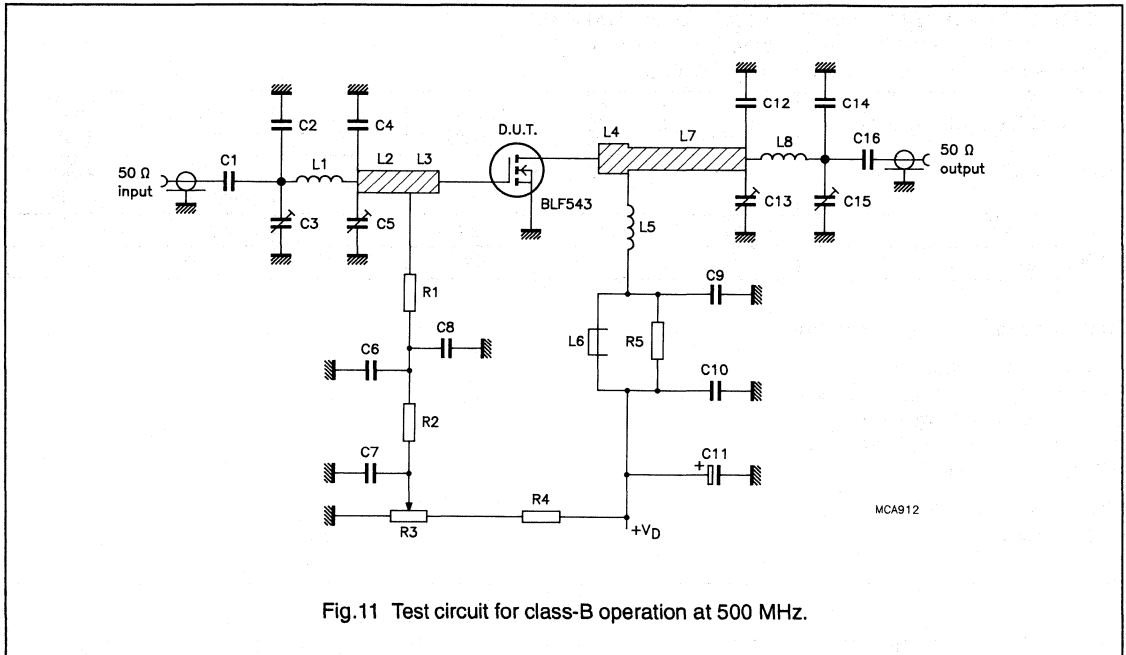 C12
C14
C2
C4
D.U.T.
L4
L7
L8
C16
50 Ω
output
50 Ω
input
C1
L1
L2
L3
BLF543
C3
C5
C13
C15
L5
R1
C9
C8
L6
R5
C6
C10
R2
C7
+
C11
R4
R3
+VD
MCA912
Fig.11 Test circuit for class-B operation at 500 MHz.